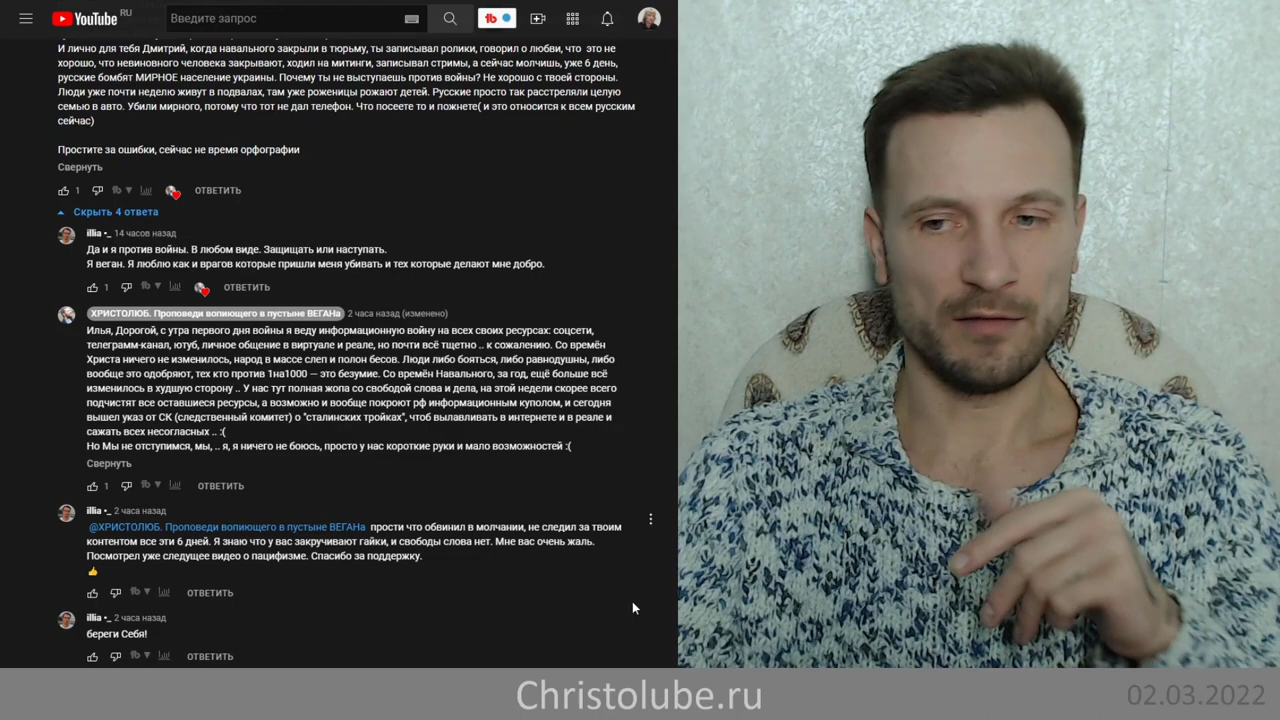 YouTube RU
Введите запрос
И лично для тебя Дмитрий, когда навального закрыли в тюрьму, ты записывал ролики, говорил о любви, что это не
хорошо, что невиновного человека закрывают, ходил на митинги, записывал стримы, а сейчас молчишь, уже 6 день,
русские бомбят МИРНОЕ население украины. Почему ты не выступаешь против войны? Не хорошо с твоей стороны.
Люди уже почти неделю живут в подвалах, там уже роженицы рожают детей. Русские просто так расстреляли целую
семью в авто. Убили мирного, потому что тот не дал телефон. Что посеете то и пожнете( и это относится к всем русским
сейчас)
Простите за ошибки, сейчас не время орфографии
Свернуть
1 ОТВЕТИТЬ
Скрыть 4 ответа
illia •_ 14 часов назад
Да и я против войны. В любом виде. Защищать или наступать.
Я веган. Я люблю как и врагов которые пришли меня убивать и тех которые делают мне добро.
1 ОТВЕТИТЬ
ХРИСТОЛЮБ. Проповеди вопиющего в пустыне ВЕГАНа 2 часа назад (изменено)
Илья, Дорогой, с утра первого дня войны я веду информационную войну на всех своих ресурсах: соцсети,
телеграмм-канал, ютуб, личное общение в виртуале и реале, но почти всё тщетно .. к сожалению. Со времён
Христа ничего не изменилось, народ в массе слеп и полон бесов. Люди либо бояться, либо равнодушны, либо
вообще это одобряют, тех кто против 1на1000 — это безумие. Со времён Навального, за год, ещё больше всё
изменилось в худшую сторону .. У нас тут полная жопа со свободой слова и дела, на этой недели скорее всего
подчистят все оставшиеся ресурсы, а возможно и вообще покроют рф информационным куполом, и сегодня
вышел указ от СК (следственный комитет) о "сталинских тройках", чтоб вылавливать в интернете и в реале и
сажать всех несогласных .. :(
Но Мы не отступимся, мы, .. я, я ничего не боюсь, просто у нас короткие руки и мало возможностей :(
Свернуть
1 ОТВЕТИТЬ
illia •_ 2 часа назад
@ХРИСТОЛЮБ. Проповеди вопиющего в пустыне ВЕГАНа прости что обвинил в молчании, не следил за твоим
контентом все эти 6 дней. Я знаю что у вас закручивают гайки, и свободы слова нет. Мне вас очень жаль.
Посмотрел уже следущее видео о пацифизме. Спасибо за поддержку.
ОТВЕТИТЬ
illia •_ 2 часа назад
береги Себя!
ОТВЕТИТЬ
Christolube.ru
02.03.2022